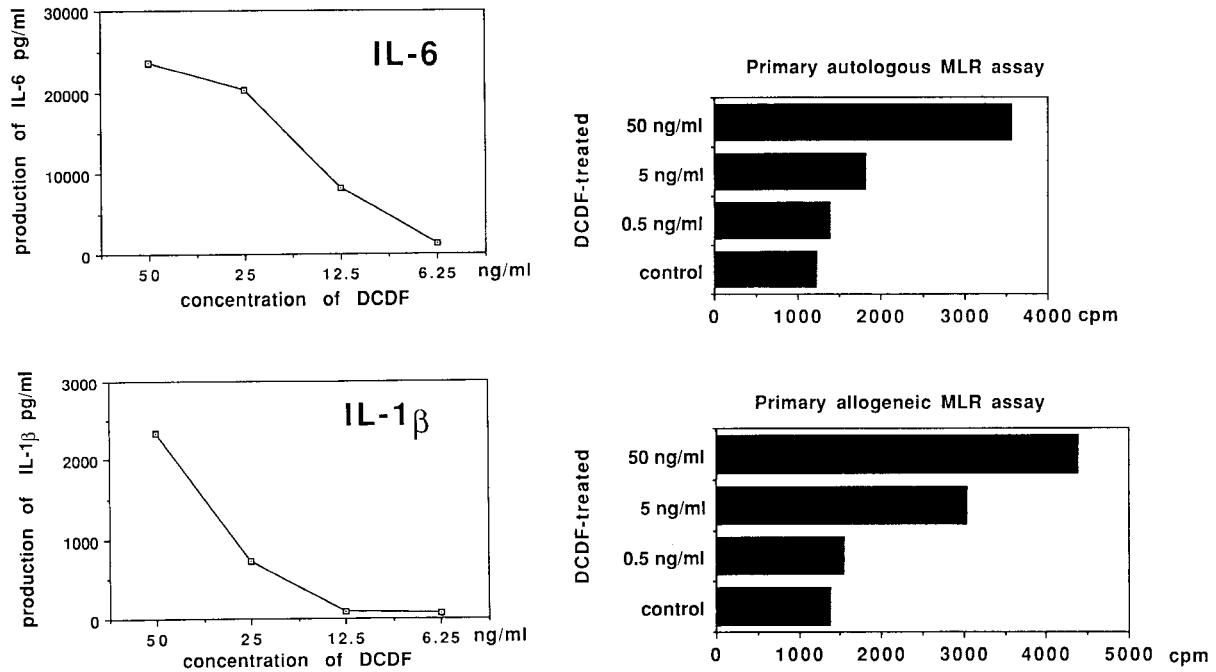 30000
20000
10000
0
production of IL-6 pg/ml
IL-6
50 25 12.5 6.25 ng/ml
concentration of DCDF
Primary autologous MLR assay
DCDF-treated
50 ng/ml
5 ng/ml
0.5 ng/ml
control
0 1000 2000 3000 4000 cpm
3000
2000
1000
0
production of IL-1β pg/ml
IL-1β
50 25 12.5 6.25 ng/ml
concentration of DCDF
Primary allogeneic MLR assay
DCDF-treated
50 ng/ml
5 ng/ml
0.5 ng/ml
control
0 1000 2000 3000 4000 5000 cpm